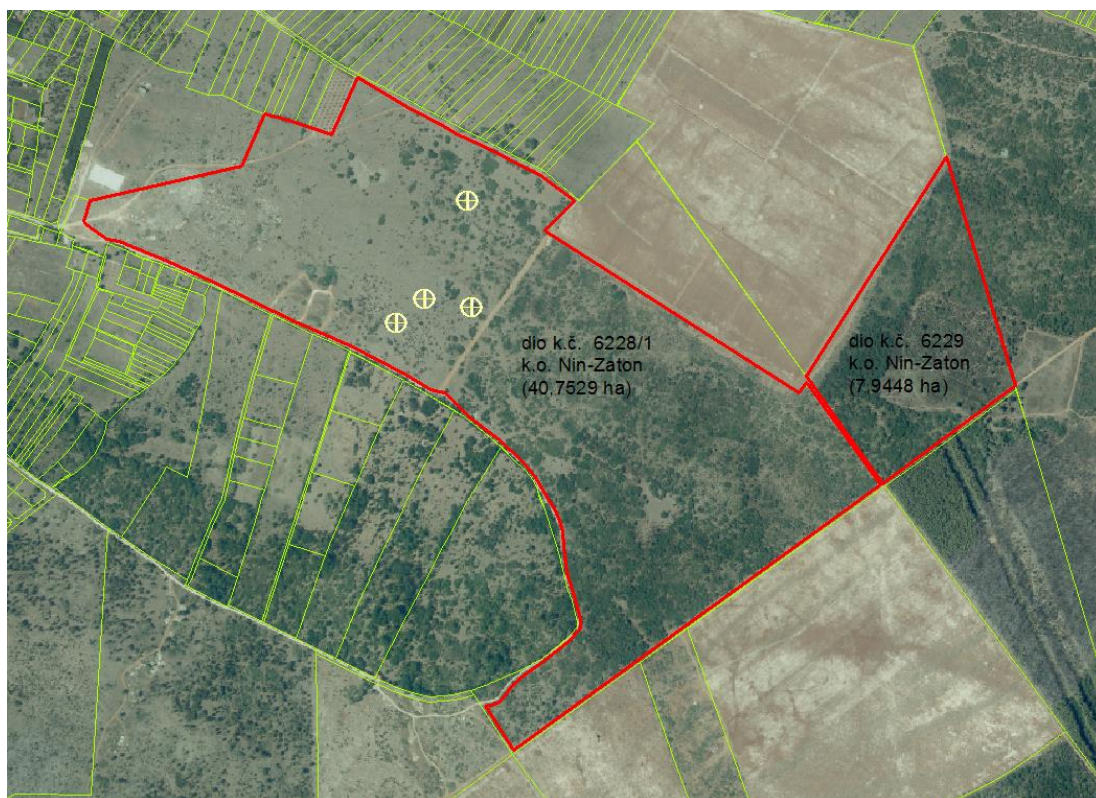 dio k.č. 6228/1
k.o. Nin-Zaton
(40,7529 ha)
dio k.č. 6229
k.o. Nin-Zaton
(7,9448 ha)